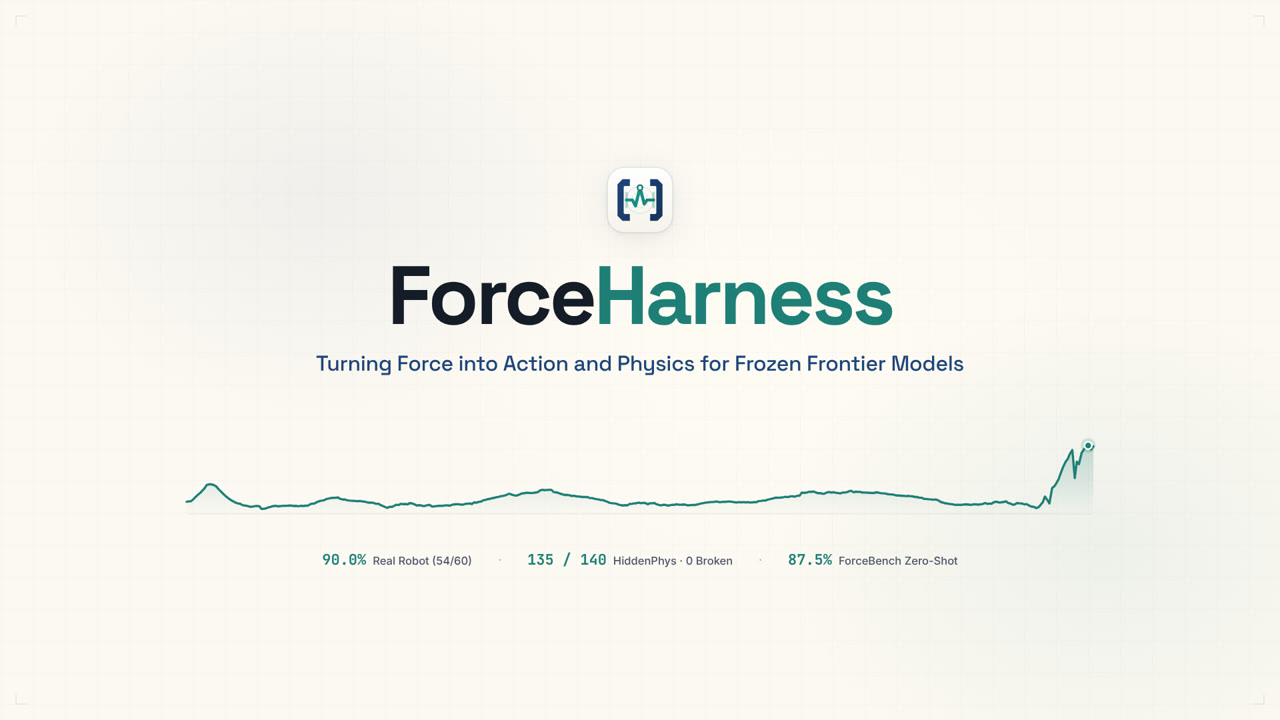 ForceHarness
Turning Force into Action and Physics for Frozen Frontier Models
90.0% Real Robot (54/60) · 135 / 140 HiddenPhys · 0 Broken · 87.5% ForceBench Zero-Shot